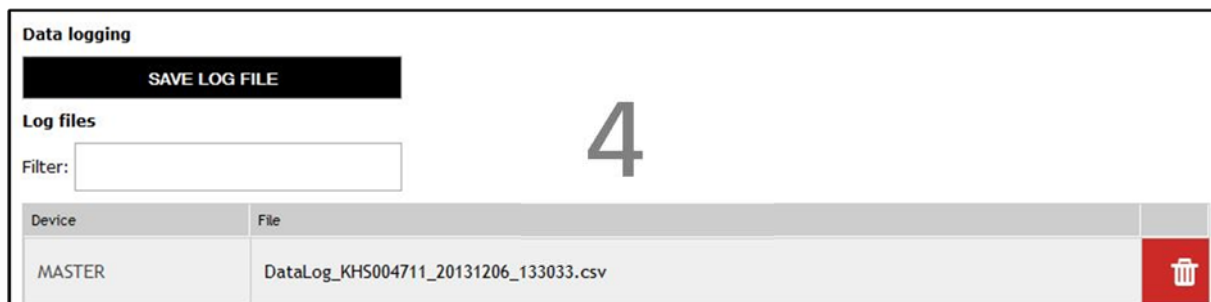 Data logging
SAVE LOG FILE
Log files
4
Filter:
Device File
MASTER DataLog_KHS004711_20131206_133033.csv